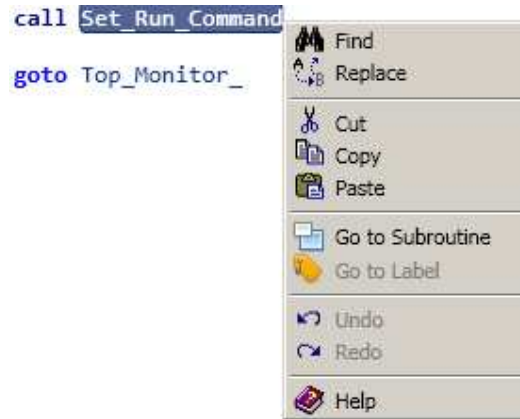 call Set_Run_Command
goto Top_Monitor_
Find
Replace
Cut
Copy
Paste
Go to Subroutine
Go to Label
Undo
Redo
Help